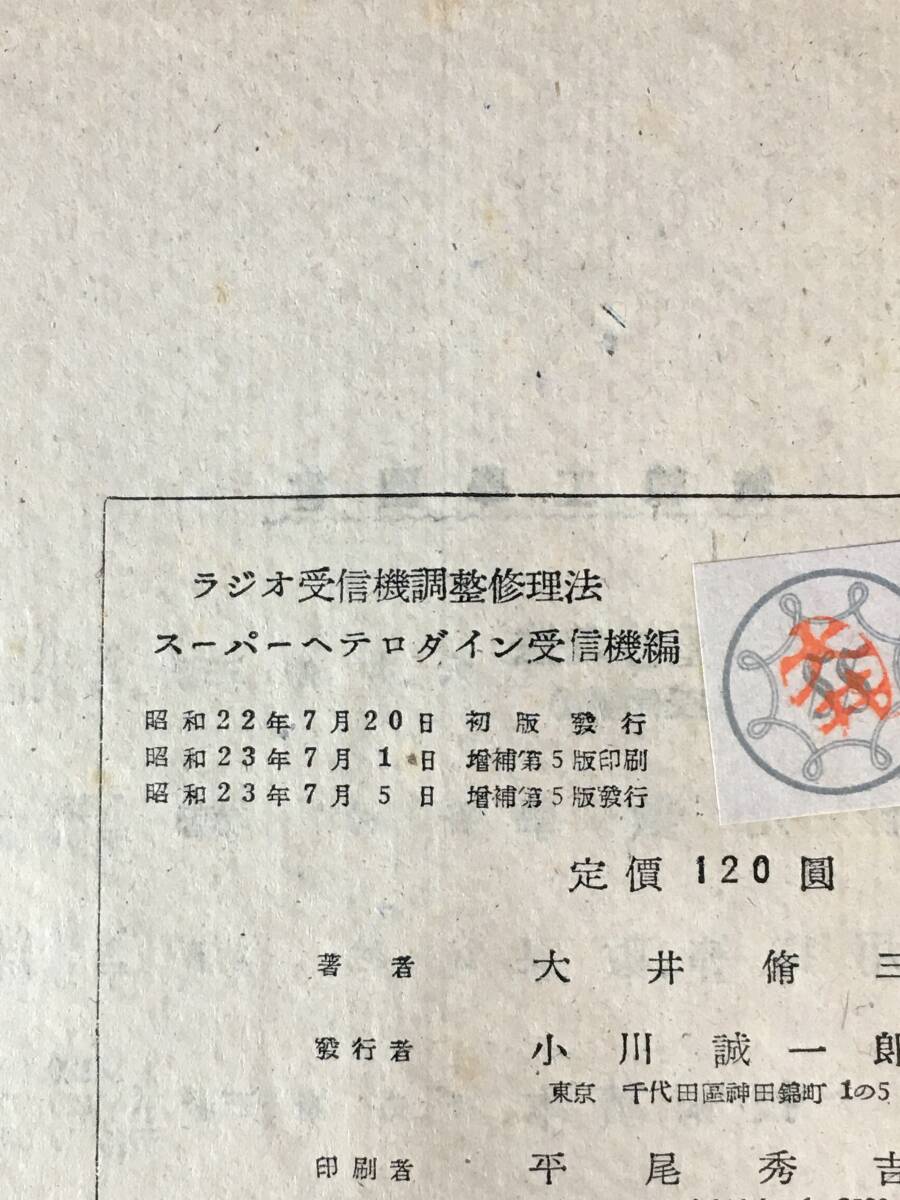 ラジオ受信機調整修理法
スーパーヘテロダイン受信機編
昭和22年7月20日 初版發行
昭和23年7月1日 増補第5版印刷
昭和23年7月5日 増補第5版發行
定價 120 圓
著者 大井脩三
發行者 小川誠一郎
東京 千代田區神田錦町 1の5
印刷者 平尾秀吉